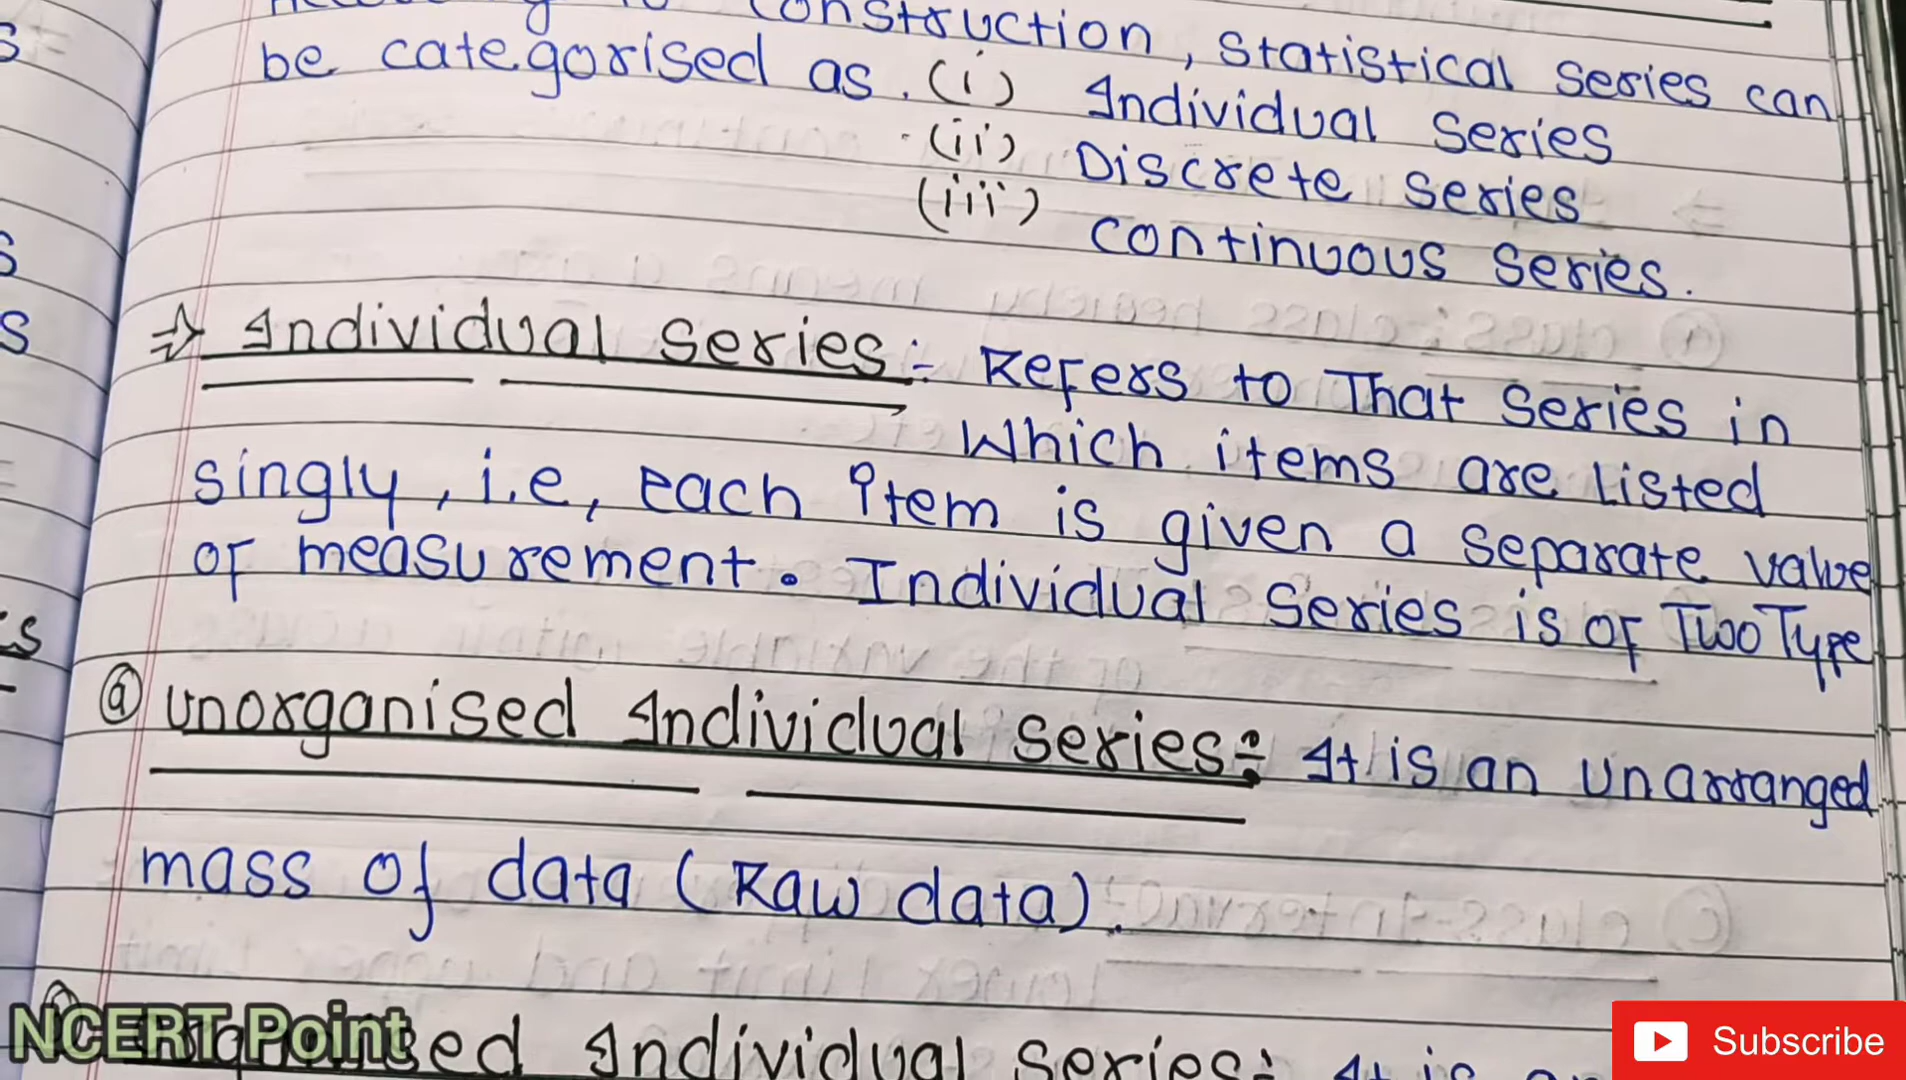 construction, Statistical Series can
be categorised as. (i) Individual Series
(ii) Discrete Series
(iii) continuous Series.
⇒ Individual Series:- Refers to That Series in
Which items are Listed
singly, i.e, each item is given a separate value
of measurement. Individual Series is of Two Type
(a) unorganised Individual Series:- It is an unarranged
mass of data (Raw data).
Individual Series: It is
NCERT Point
Subscribe